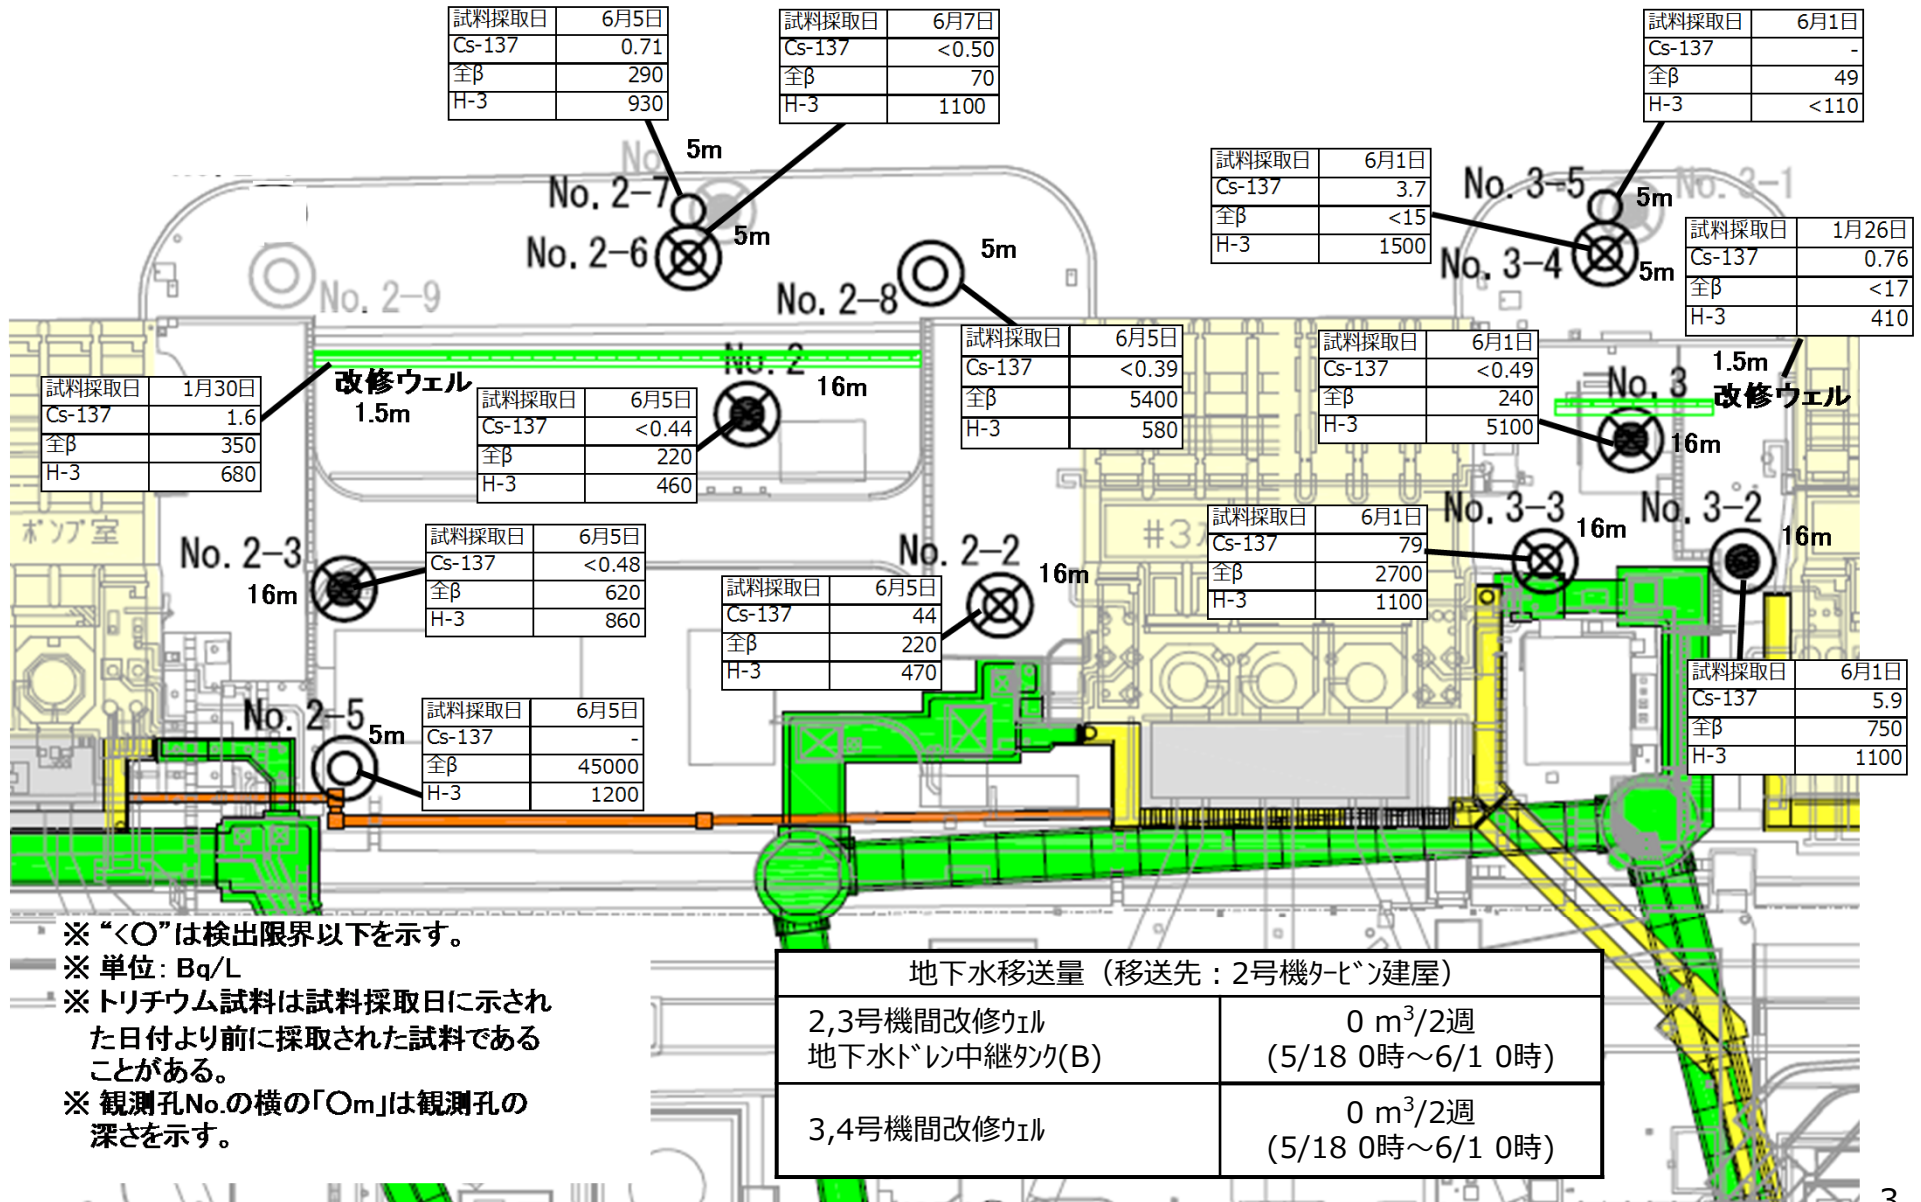 試料採取日 6月5日
Cs-137 0.71
全β 290
H-3 930
試料採取日 6月7日
Cs-137 <0.50
全β 70
H-3 1100
試料採取日 6月1日
Cs-137 -
全β 49
H-3 <110
No
5m
No. 2-7
5m
No. 2-6
試料採取日 6月1日
Cs-137 3.7
全β <15
H-3 1500
No. 3-5
5m
No. 3-1
No. 3-4
5m
試料採取日 1月26日
Cs-137 0.76
全β <17
H-3 410
No. 2-9
No. 2-8
5m
試料採取日 6月5日
Cs-137 <0.39
全β 5400
H-3 580
試料採取日 6月1日
Cs-137 <0.49
全β 240
H-3 5100
1.5m
改修ウェル
No. 3
16m
試料採取日 1月30日
Cs-137 1.6
全β 350
H-3 680
改修ウェル
1.5m
No. 2
16m
試料採取日 6月5日
Cs-137 <0.44
全β 220
H-3 460
ポンプ室
No. 2-3
16m
試料採取日 6月5日
Cs-137 <0.48
全β 620
H-3 860
No. 2-2
16m
試料採取日 6月5日
Cs-137 44
全β 220
H-3 470
#3
試料採取日 6月1日
Cs-137 79
全β 2700
H-3 1100
No. 3-3
16m
No. 3-2
16m
試料採取日 6月1日
Cs-137 5.9
全β 750
H-3 1100
No. 2-5
5m
試料採取日 6月5日
Cs-137 -
全β 45000
H-3 1200
※ “<○”は検出限界以下を示す。
※ 単位: Bq/L
※ トリチウム試料は試料採取日に示され
た日付より前に採取された試料である
ことがある。
※ 観測孔No.の横の「○m」は観測孔の
深さを示す。
地下水移送量（移送先：2号機ﾀｰﾋﾞﾝ建屋）
2,3号機間改修ｳｪﾙ
地下水ﾄﾞﾚﾝ中継ﾀﾝｸ(B)
0 m³/2週
(5/18 0時～6/1 0時)
3,4号機間改修ｳｪﾙ
0 m³/2週
(5/18 0時～6/1 0時)
3